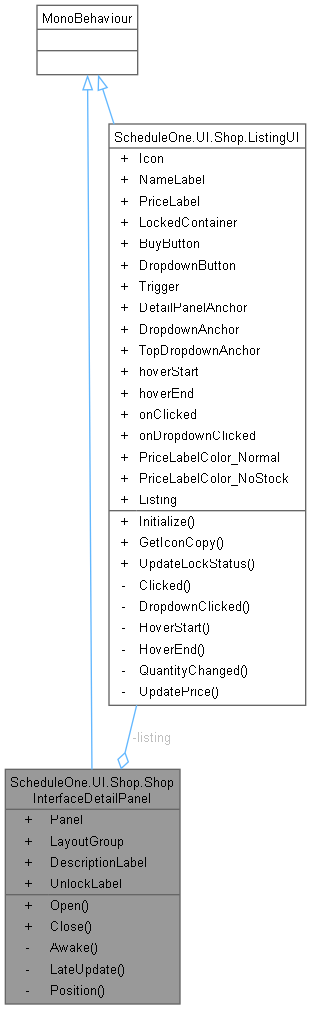 MonoBehaviour
ScheduleOne.UI.Shop.ListingUI
+ Icon
+ NameLabel
+ PriceLabel
+ LockedContainer
+ BuyButton
+ DropdownButton
+ Trigger
+ DetailPanelAnchor
+ DropdownAnchor
+ TopDropdownAnchor
+ hoverStart
+ hoverEnd
+ onClicked
+ onDropdownClicked
+ PriceLabelColor_Normal
+ PriceLabelColor_NoStock
+ Listing
+ Initialize()
+ GetIconCopy()
+ UpdateLockStatus()
- Clicked()
- DropdownClicked()
- HoverStart()
- HoverEnd()
- QuantityChanged()
- UpdatePrice()
-listing
ScheduleOne.UI.Shop.Shop
InterfaceDetailPanel
+ Panel
+ LayoutGroup
+ DescriptionLabel
+ UnlockLabel
+ Open()
+ Close()
- Awake()
- LateUpdate()
- Position()